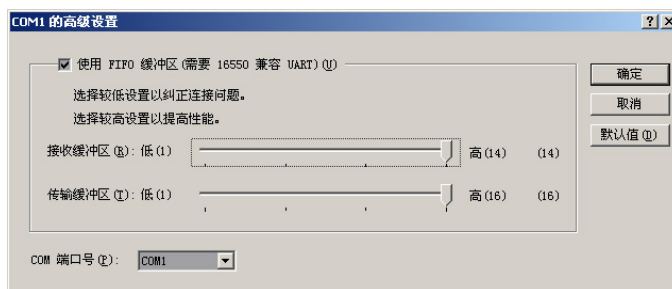 COM1 的高级设置
使用 FIFO 缓冲区(需要 16550 兼容 UART)(U)
选择较低设置以纠正连接问题。
选择较高设置以提高性能。
接收缓冲区(R): 低(1) 高(14) (14)
传输缓冲区(T): 低(1) 高(16) (16)
COM 端口号(P): COM1
确定
取消
默认值(D)